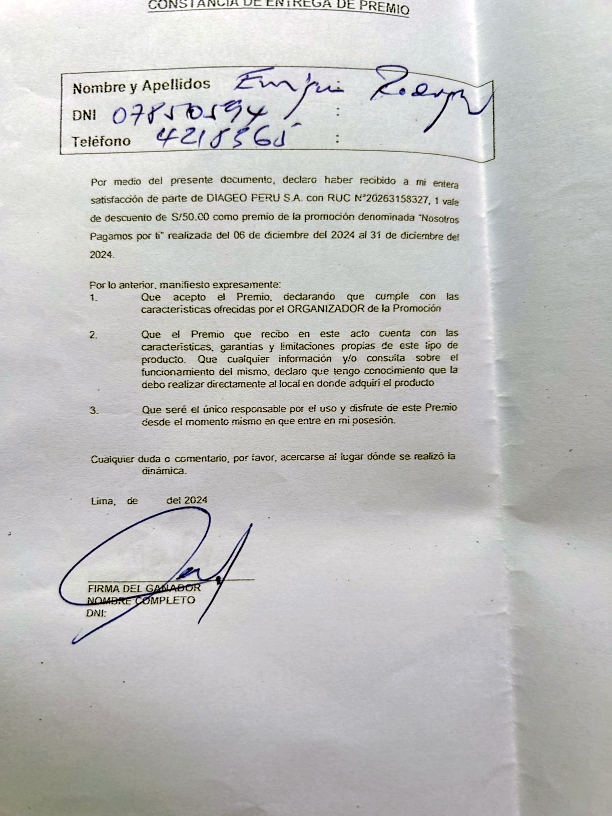 CONSTANCIA DE ENTREGA DE PREMIO
Nombre y Apellidos
DNI 07850594 :
Teléfono 4218565 :
Por medio del presente documento, declaro haber recibido a mi entera
satisfacción de parte de DIAGEO PERU S.A. con RUC N°20263158327, 1 vale
de descuento de S/50.00 como premio de la promoción denominada "Nosotros
Pagamos por ti" realizada del 06 de diciembre del 2024 al 31 de diciembre del
2024.
Por lo anterior, manifiesto expresamente:
1. Que acepto el Premio, declarando que cumple con las
características ofrecidas por el ORGANIZADOR de la Promoción
2. Que el Premio que recibo en este acto cuenta con las
características, garantías y limitaciones propias de este tipo de
producto. Que cualquier información y/o consulta sobre el
funcionamiento del mismo, declaro que tengo conocimiento que la
debo realizar directamente al local en donde adquirí el producto
3. Que seré el único responsable por el uso y disfrute de este Premio
desde el momento mismo en que entre en mi posesión.
Cualquier duda o comentario, por favor, acercarse al lugar dónde se realizó la
dinámica.
Lima, de del 2024
FIRMA DEL GANADOR
NOMBRE COMPLETO
DNI: